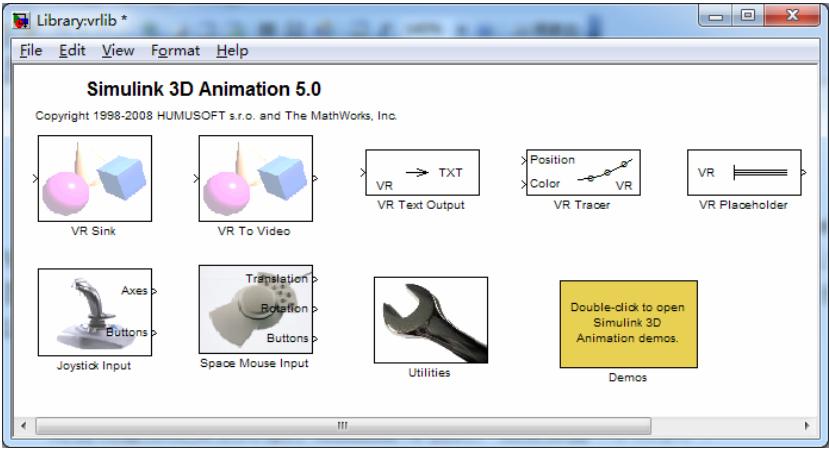 Library:vrlib *
File Edit View Format Help
Simulink 3D Animation 5.0
Copyright 1998-2008 HUMUSOFT s.r.o. and The MathWorks, Inc.
VR Sink
VR To Video
VR
TXT
VR Text Output
Position
Color
VR
VR Tracer
VR
VR Placeholder
Axes
Buttons
Joystick Input
Translation
Rotation
Buttons
Space Mouse Input
Utilities
Double-click to open
Simulink 3D
Animation demos.
Demos